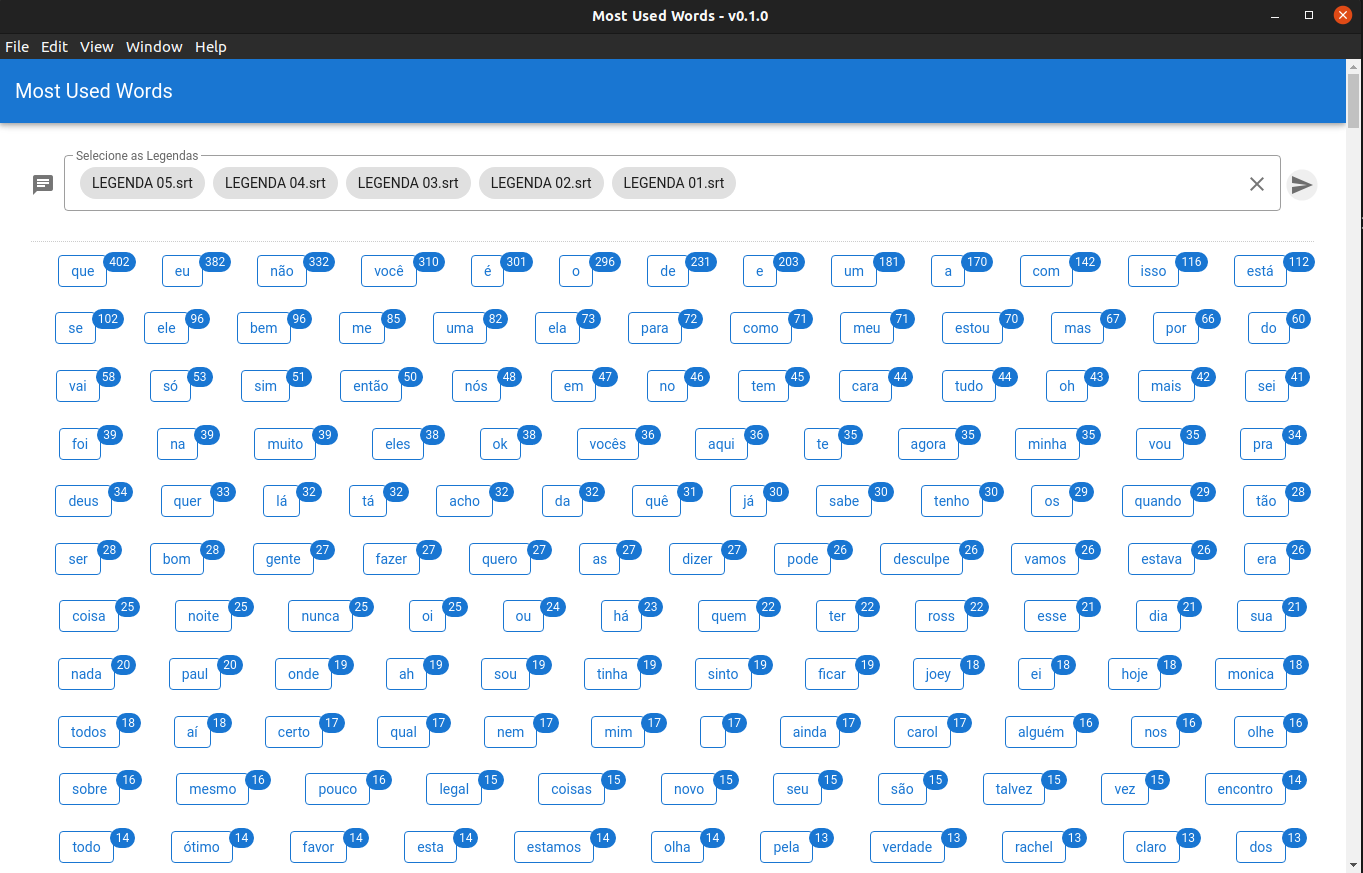 Most Used Words - v0.1.0
File Edit View Window Help
Most Used Words
Selecione as Legendas
LEGENDA 05.srt LEGENDA 04.srt LEGENDA 03.srt LEGENDA 02.srt LEGENDA 01.srt
que 402 eu 382 não 332 você 310 é 301 o 296 de 231 e 203 um 181 a 170 com 142 isso 116 está 112
se 102 ele 96 bem 96 me 85 uma 82 ela 73 para 72 como 71 meu 71 estou 70 mas 67 por 66 do 60
vai 58 só 53 sim 51 então 50 nós 48 em 47 no 46 tem 45 cara 44 tudo 44 oh 43 mais 42 sei 41
foi 39 na 39 muito 39 eles 38 ok 38 vocês 36 aqui 36 te 35 agora 35 minha 35 vou 35 pra 34
deus 34 quer 33 lá 32 tá 32 acho 32 da 32 quê 31 já 30 sabe 30 tenho 30 os 29 quando 29 tão 28
ser 28 bom 28 gente 27 fazer 27 quero 27 as 27 dizer 27 pode 26 desculpe 26 vamos 26 estava 26 era 26
coisa 25 noite 25 nunca 25 oi 25 ou 24 há 23 quem 22 ter 22 ross 22 esse 21 dia 21 sua 21
nada 20 paul 20 onde 19 ah 19 sou 19 tinha 19 sinto 19 ficar 19 joey 18 ei 18 hoje 18 monica 18
todos 18 aí 18 certo 17 qual 17 nem 17 mim 17 17 ainda 17 carol 17 alguém 16 nos 16 olhe 16
sobre 16 mesmo 16 pouco 16 legal 15 coisas 15 novo 15 seu 15 são 15 talvez 15 vez 15 encontro 14
todo 14 ótimo 14 favor 14 esta 14 estamos 14 olha 14 pela 13 verdade 13 rachel 13 claro 13 dos 13